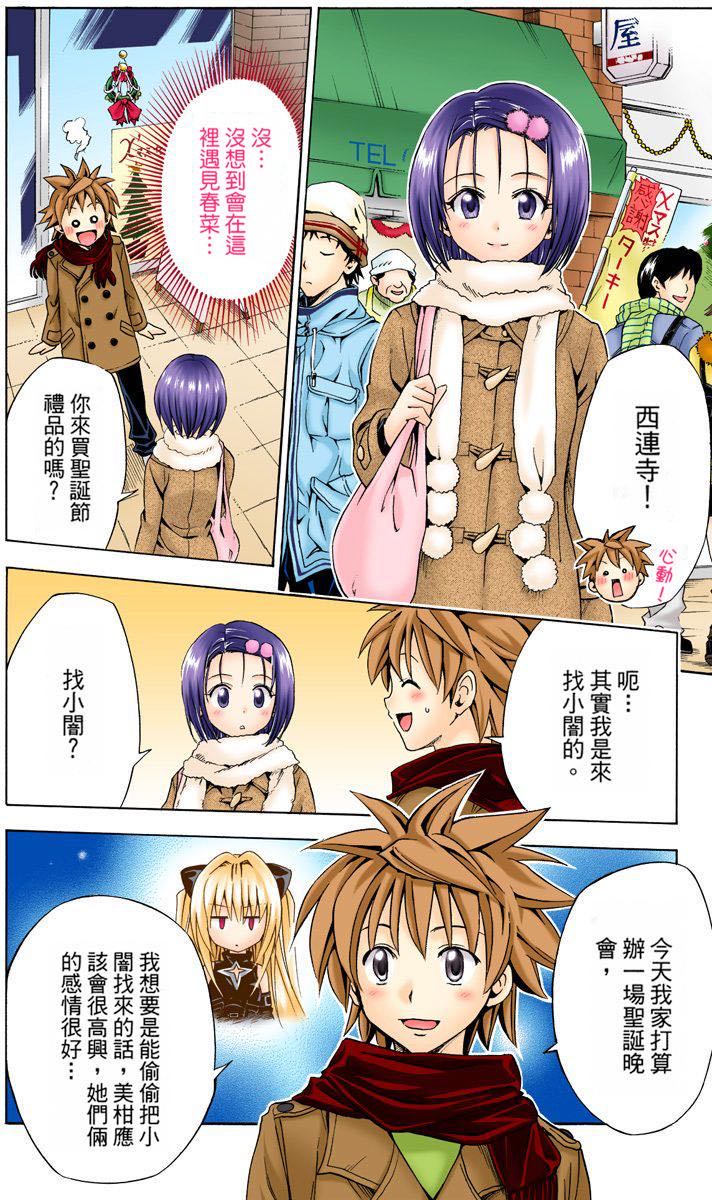 屋
TEL
Xマス
感謝
ターキー
西連寺！
心動！
沒…
沒想到會在這
裡遇見春菜…
X
你來買聖誕節
禮品的嗎？
呃…
其實我是來
找小闇的。
找小闇？
今天我家打算
辦一場聖誕晚
會，
我想要是能偷偷把小
闇找來的話，美柑應
該會很高興，她們倆
的感情很好…